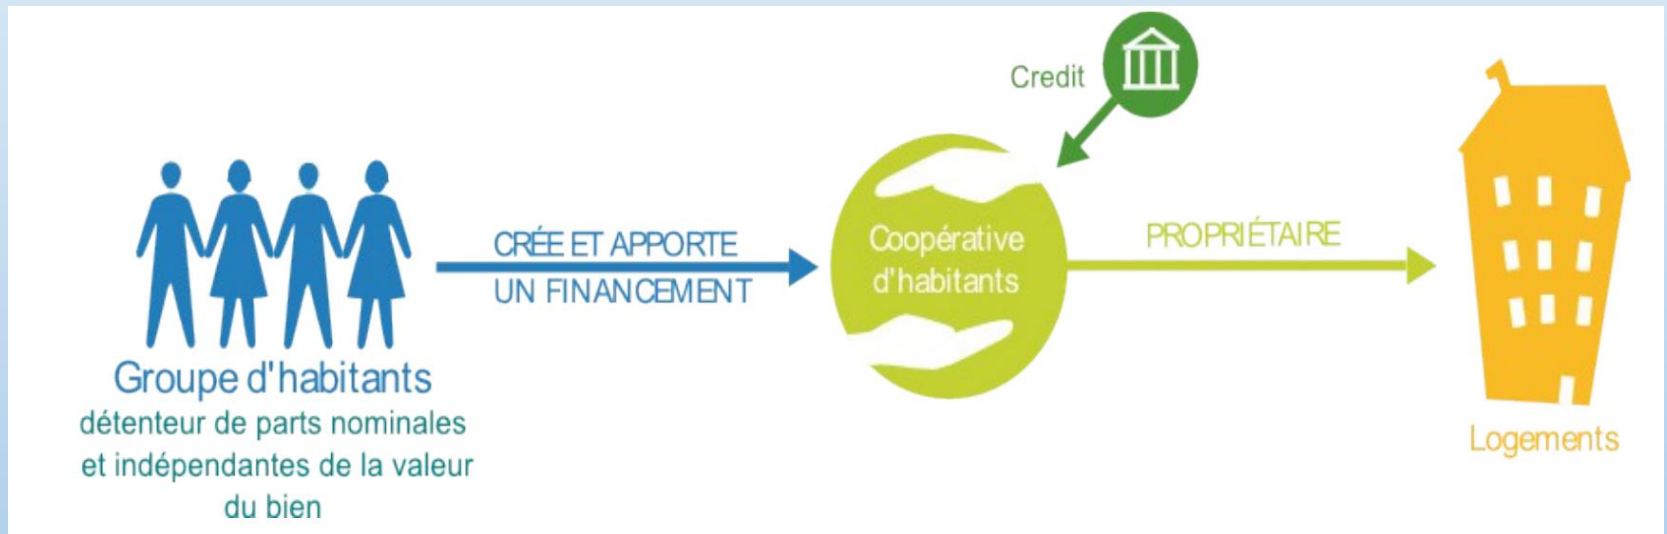 Credit
CRÉE ET APPORTE
UN FINANCEMENT
Coopérative
d'habitants
PROPRIÉTAIRE
Groupe d'habitants
détenteur de parts nominales
et indépendantes de la valeur
du bien
Logements